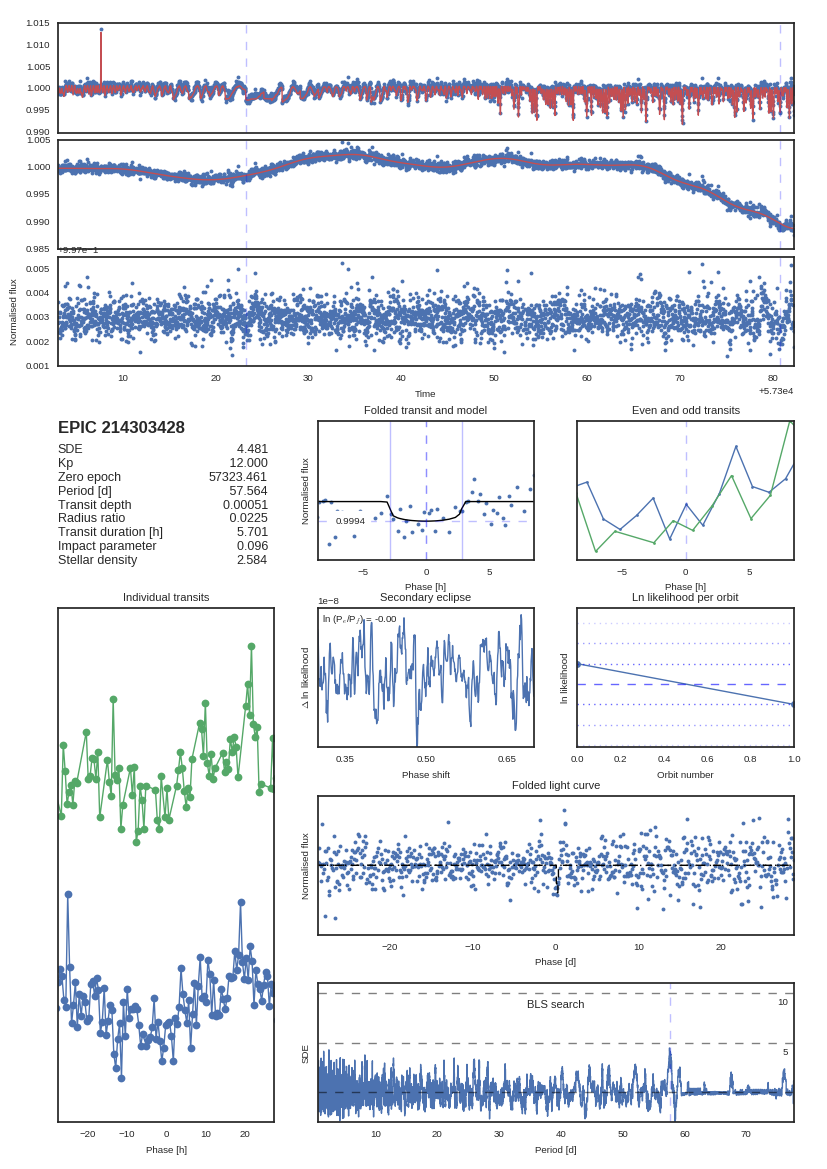 1.015
1.010
1.005
1.000
0.995
0.990
1.005
1.000
0.995
0.990
0.985
+9.97e−1
0.005
0.004
0.003
0.002
0.001
Normalised flux
10 20 30 40 50 60 70 80
Time
+5.73e4
EPIC 214303428
SDE 4.481
Kp 12.000
Zero epoch 57323.461
Period [d] 57.564
Transit depth 0.00051
Radius ratio 0.0225
Transit duration [h] 5.701
Impact parameter 0.096
Stellar density 2.584
Folded transit and model
Normalised flux
0.9994
−5 0 5
Phase [h]
Even and odd transits
−5 0 5
Phase [h]
Individual transits
−20 −10 0 10 20
Phase [h]
Secondary eclipse
1e−8
Δ ln likelihood
0.35 0.50 0.65
Phase shift
Ln likelihood per orbit
ln likelihood
0.0 0.2 0.4 0.6 0.8 1.0
Orbit number
Folded light curve
Normalised flux
−20 −10 0 10 20
Phase [d]
BLS search
10
5
SDE
10 20 30 40 50 60 70
Period [d]